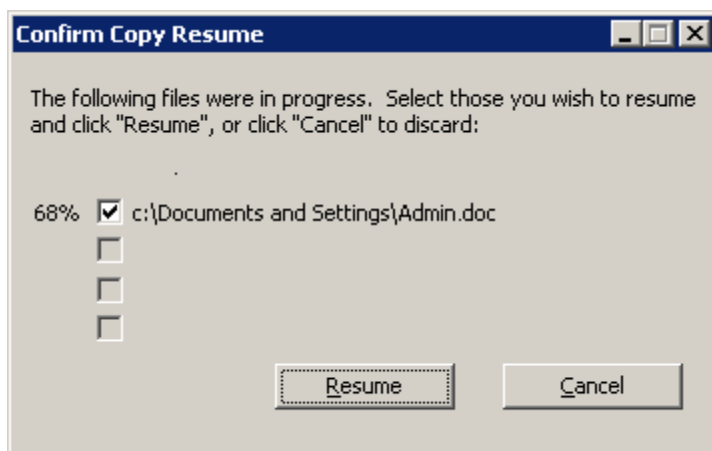 Confirm Copy Resume
The following files were in progress.  Select those you wish to resume
and click "Resume", or click "Cancel" to discard:
.
68% c:\Documents and Settings\Admin.doc
Resume
Cancel